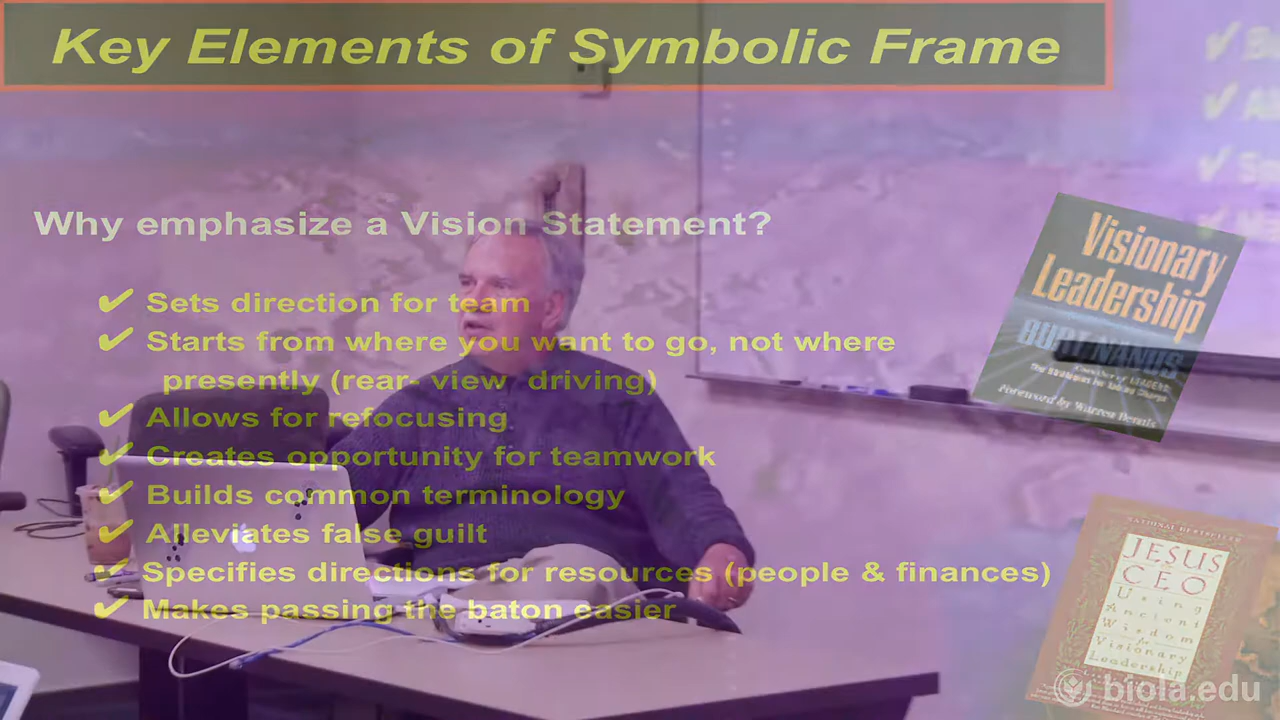 Key Elements of Symbolic Frame
Why emphasize a Vision Statement?
✔ Sets direction for team
✔ Starts from where you want to go, not where
presently (rear- view driving)
✔ Allows for refocusing
✔ Creates opportunity for teamwork
✔ Builds common terminology
✔ Alleviates false guilt
✔ Specifies directions for resources (people & finances)
✔ Makes passing the baton easier
Visionary
Leadership
BURT NANUS
Foreword by Warren Bennis
NATIONAL BESTSELLER
JESUS
CEO
Using
Ancient
Wisdom
for
Visionary
Leadership
biola.edu